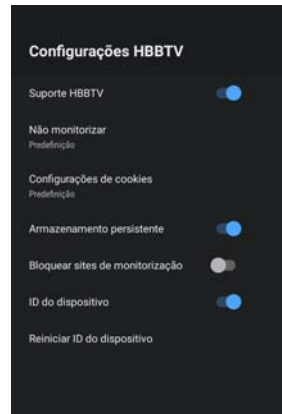 Configurações HBBTV
Suporte HBBTV
Não monitorizar
Predefinição
Configurações de cookies
Predefinição
Armazenamento persistente
Bloquear sites de monitorização
ID do dispositivo
Reiniciar ID do dispositivo